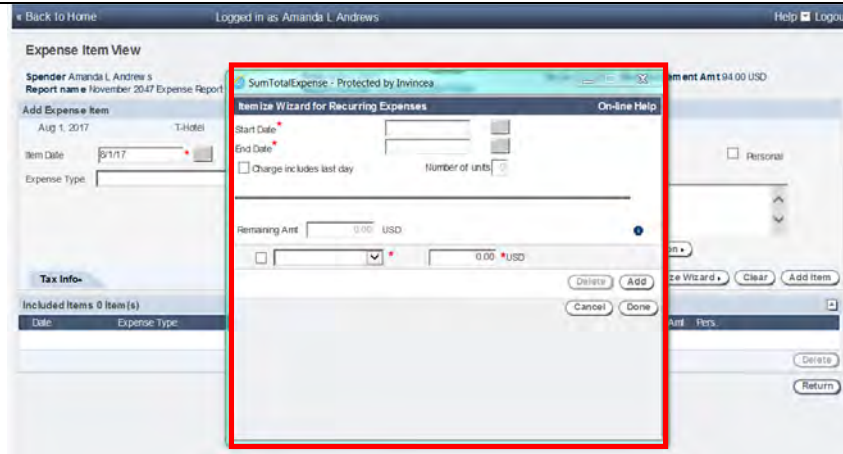 « Back to Home Logged in as Amanda L Andrews Help Logou
Expense Item View
Spender Amanda L Andrews
Report name November 2047 Expense Report
ement Amt 94.00 USD
Add Expense Item
Aug 1, 2017 T-Hotel
Item Date 8/1/17 *
Personal
Expense Type
on
Tax Info
ze Wizard Clear Add Item
Included Items 0 Item(s)
Date Expense Type Amt Pers.
Delete
Return
SumTotalExpense - Protected by Invincea
Itemize Wizard for Recurring Expenses On-line Help
Start Date *
End Date *
Charge includes last day Number of units 0
Remaining Amt 0.00 USD
* 0.00 *USD
Delete Add
Cancel Done